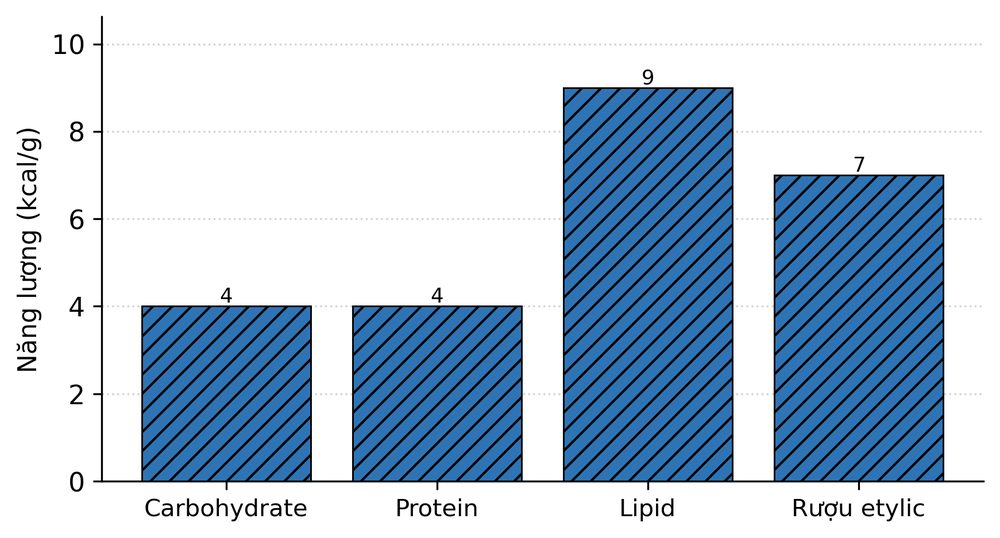 Năng lượng (kcal/g)
10
8
6
4
2
0
4
4
9
7
Carbohydrate
Protein
Lipid
Rượu etylic